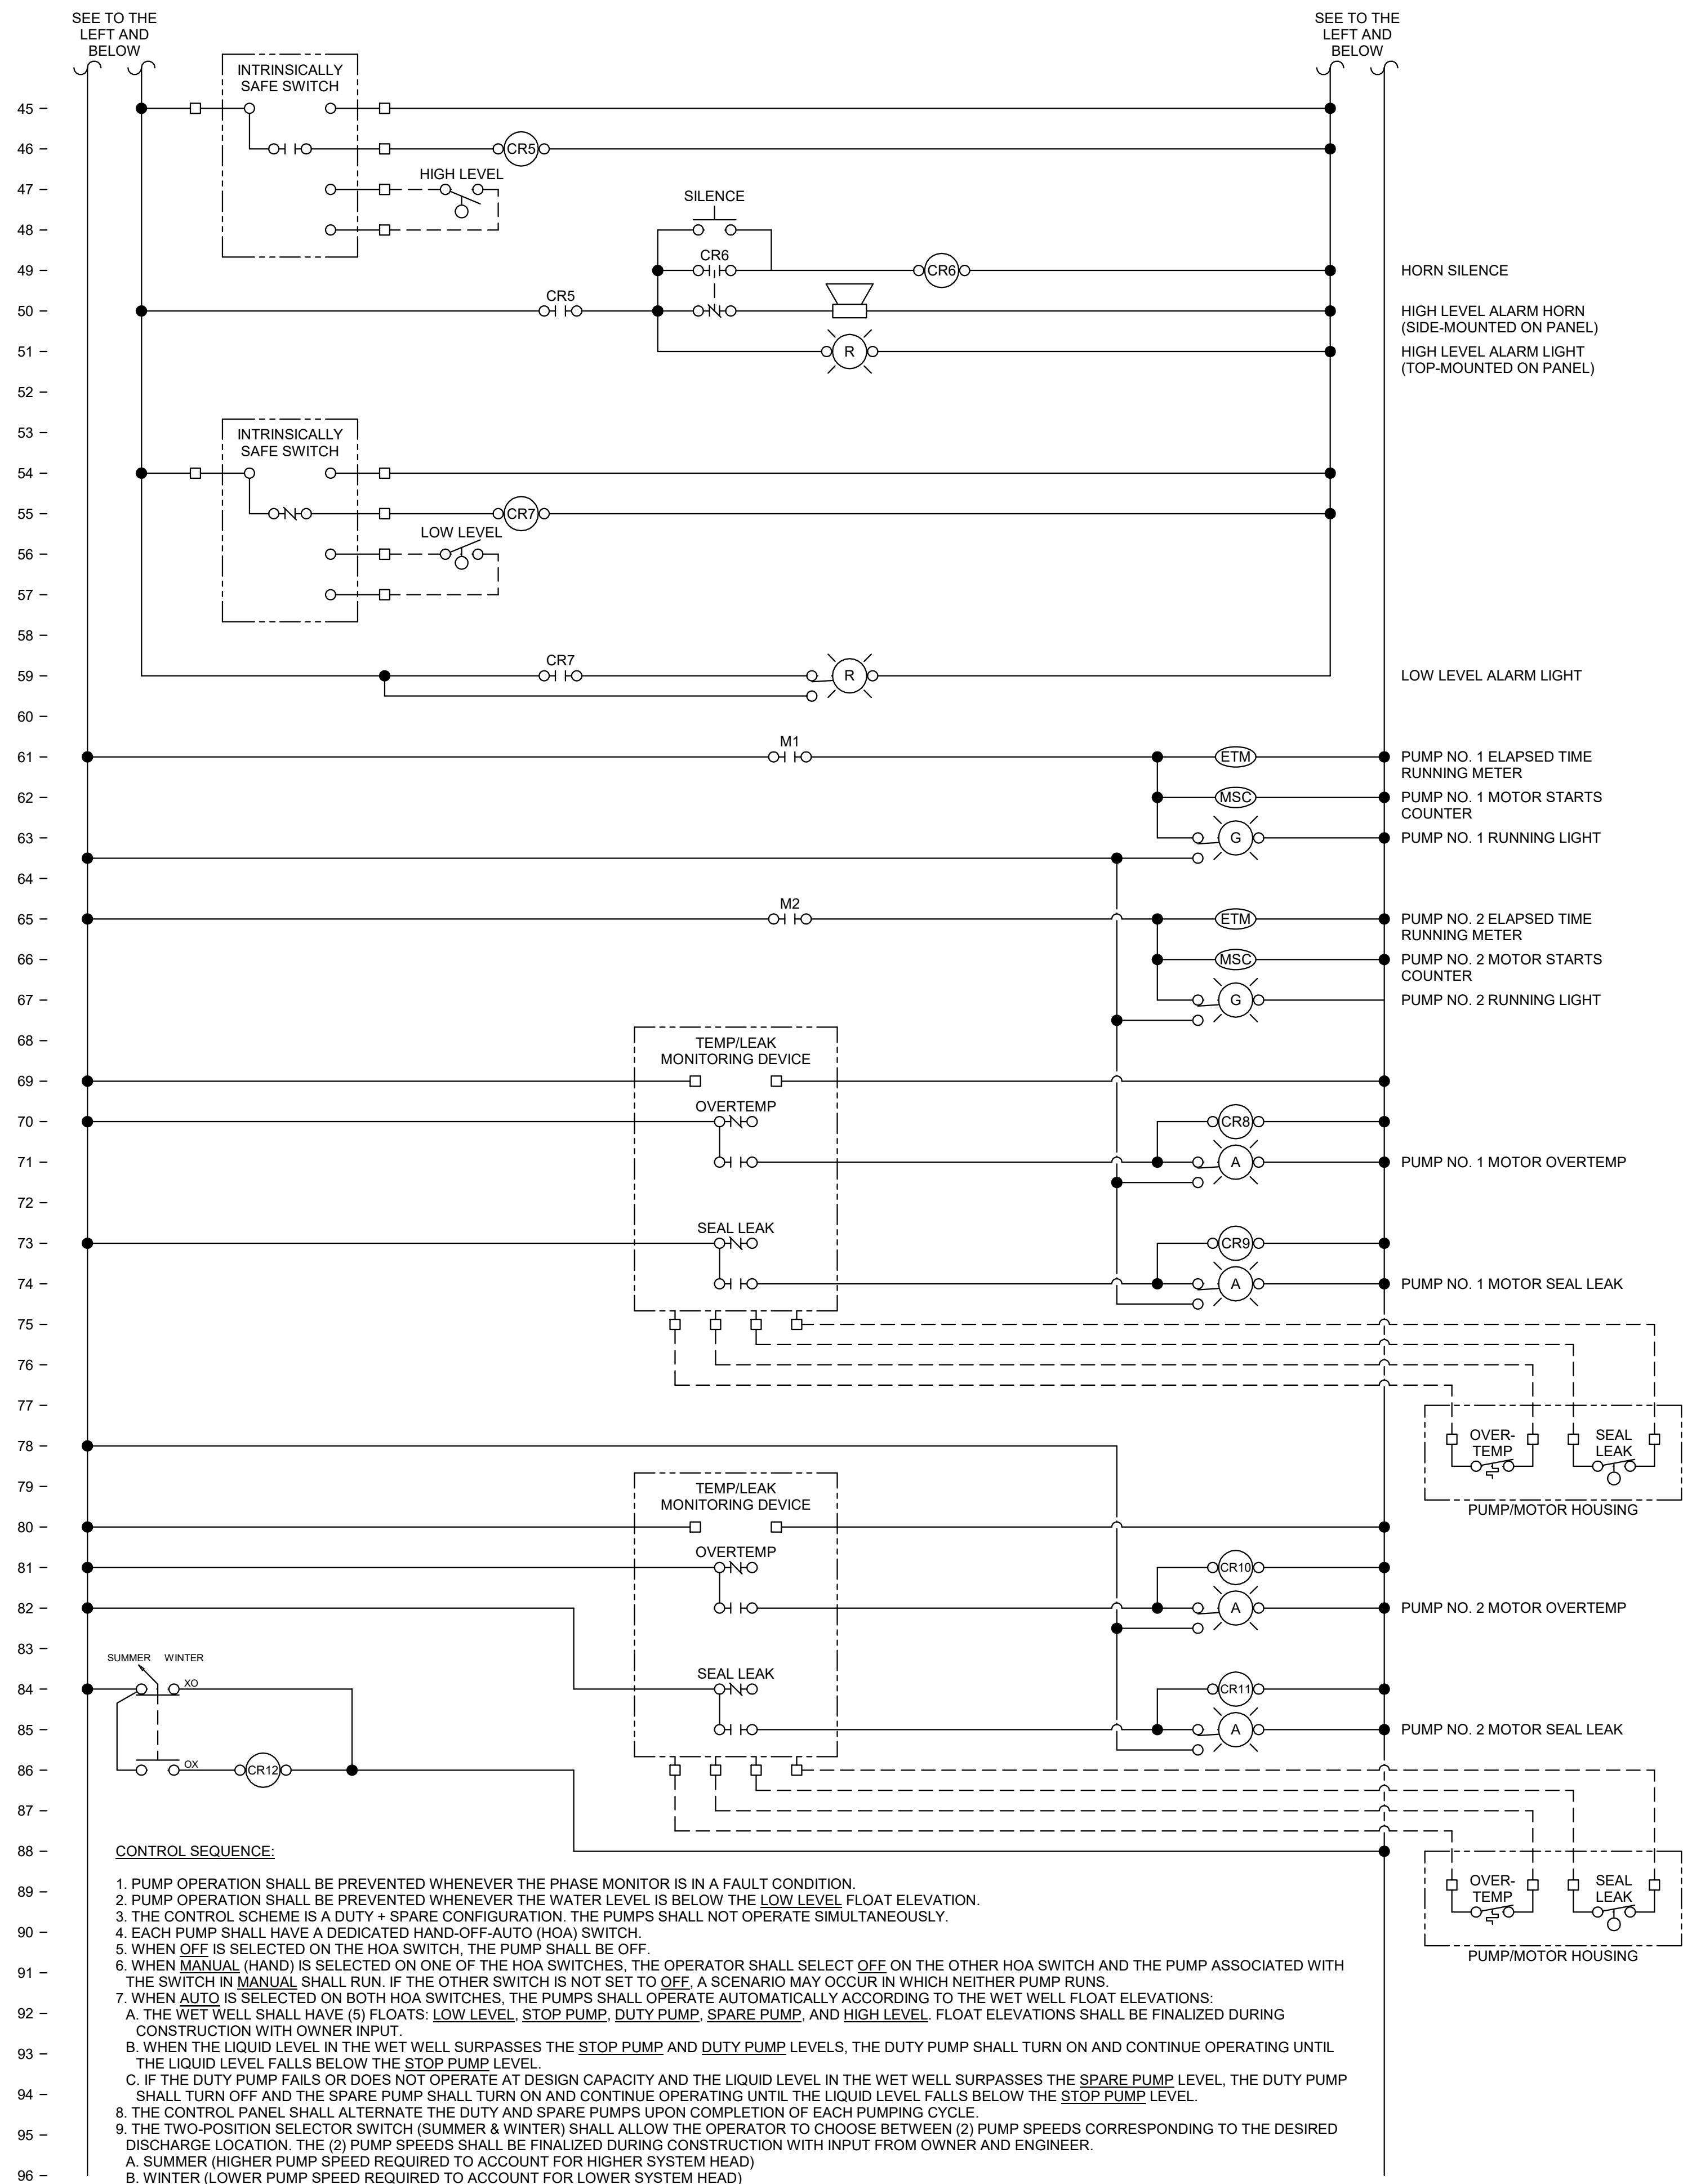 SEE TO THE
LEFT AND
BELOW
SEE TO THE
LEFT AND
BELOW
INTRINSICALLY
SAFE SWITCH
45
46
CR5
47
HIGH LEVEL
48
SILENCE
49
CR6
CR6
HORN SILENCE
50
CR5
HIGH LEVEL ALARM HORN
(SIDE-MOUNTED ON PANEL)
51
R
HIGH LEVEL ALARM LIGHT
(TOP-MOUNTED ON PANEL)
52
53
INTRINSICALLY
SAFE SWITCH
54
55
CR7
56
LOW LEVEL
57
58
59
CR7
R
LOW LEVEL ALARM LIGHT
60
61
M1
ETM
PUMP NO. 1 ELAPSED TIME
RUNNING METER
62
MSC
PUMP NO. 1 MOTOR STARTS
COUNTER
63
G
PUMP NO. 1 RUNNING LIGHT
64
65
M2
ETM
PUMP NO. 2 ELAPSED TIME
RUNNING METER
66
MSC
PUMP NO. 2 MOTOR STARTS
COUNTER
67
G
PUMP NO. 2 RUNNING LIGHT
68
TEMP/LEAK
MONITORING DEVICE
69
70
OVERTEMP
CR8
71
A
PUMP NO. 1 MOTOR OVERTEMP
72
73
SEAL LEAK
CR9
74
A
PUMP NO. 1 MOTOR SEAL LEAK
75
76
77
78
OVER-
TEMP
SEAL
LEAK
PUMP/MOTOR HOUSING
79
TEMP/LEAK
MONITORING DEVICE
80
81
OVERTEMP
CR10
82
A
PUMP NO. 2 MOTOR OVERTEMP
83
SUMMER WINTER
84
XO
SEAL LEAK
CR11
85
A
PUMP NO. 2 MOTOR SEAL LEAK
86
OX
CR12
87
88
89
OVER-
TEMP
SEAL
LEAK
PUMP/MOTOR HOUSING
90
91
92
93
94
95
96
CONTROL SEQUENCE:
1. PUMP OPERATION SHALL BE PREVENTED WHENEVER THE PHASE MONITOR IS IN A FAULT CONDITION.
2. PUMP OPERATION SHALL BE PREVENTED WHENEVER THE WATER LEVEL IS BELOW THE LOW LEVEL FLOAT ELEVATION.
3. THE CONTROL SCHEME IS A DUTY + SPARE CONFIGURATION. THE PUMPS SHALL NOT OPERATE SIMULTANEOUSLY.
4. EACH PUMP SHALL HAVE A DEDICATED HAND-OFF-AUTO (HOA) SWITCH.
5. WHEN OFF IS SELECTED ON THE HOA SWITCH, THE PUMP SHALL BE OFF.
6. WHEN MANUAL (HAND) IS SELECTED ON ONE OF THE HOA SWITCHES, THE OPERATOR SHALL SELECT OFF ON THE OTHER HOA SWITCH AND THE PUMP ASSOCIATED WITH
THE SWITCH IN MANUAL SHALL RUN. IF THE OTHER SWITCH IS NOT SET TO OFF, A SCENARIO MAY OCCUR IN WHICH NEITHER PUMP RUNS.
7. WHEN AUTO IS SELECTED ON BOTH HOA SWITCHES, THE PUMPS SHALL OPERATE AUTOMATICALLY ACCORDING TO THE WET WELL FLOAT ELEVATIONS:
A. THE WET WELL SHALL HAVE (5) FLOATS: LOW LEVEL, STOP PUMP, DUTY PUMP, SPARE PUMP, AND HIGH LEVEL. FLOAT ELEVATIONS SHALL BE FINALIZED DURING
CONSTRUCTION WITH OWNER INPUT.
B. WHEN THE LIQUID LEVEL IN THE WET WELL SURPASSES THE STOP PUMP AND DUTY PUMP LEVELS, THE DUTY PUMP SHALL TURN ON AND CONTINUE OPERATING UNTIL
THE LIQUID LEVEL FALLS BELOW THE STOP PUMP LEVEL.
C. IF THE DUTY PUMP FAILS OR DOES NOT OPERATE AT DESIGN CAPACITY AND THE LIQUID LEVEL IN THE WET WELL SURPASSES THE SPARE PUMP LEVEL, THE DUTY PUMP
SHALL TURN OFF AND THE SPARE PUMP SHALL TURN ON AND CONTINUE OPERATING UNTIL THE LIQUID LEVEL FALLS BELOW THE STOP PUMP LEVEL.
8. THE CONTROL PANEL SHALL ALTERNATE THE DUTY AND SPARE PUMPS UPON COMPLETION OF EACH PUMPING CYCLE.
9. THE TWO-POSITION SELECTOR SWITCH (SUMMER & WINTER) SHALL ALLOW THE OPERATOR TO CHOOSE BETWEEN (2) PUMP SPEEDS CORRESPONDING TO THE DESIRED
DISCHARGE LOCATION. THE (2) PUMP SPEEDS SHALL BE FINALIZED DURING CONSTRUCTION WITH INPUT FROM OWNER AND ENGINEER.
A. SUMMER (HIGHER PUMP SPEED REQUIRED TO ACCOUNT FOR HIGHER SYSTEM HEAD)
B. WINTER (LOWER PUMP SPEED REQUIRED TO ACCOUNT FOR LOWER SYSTEM HEAD)